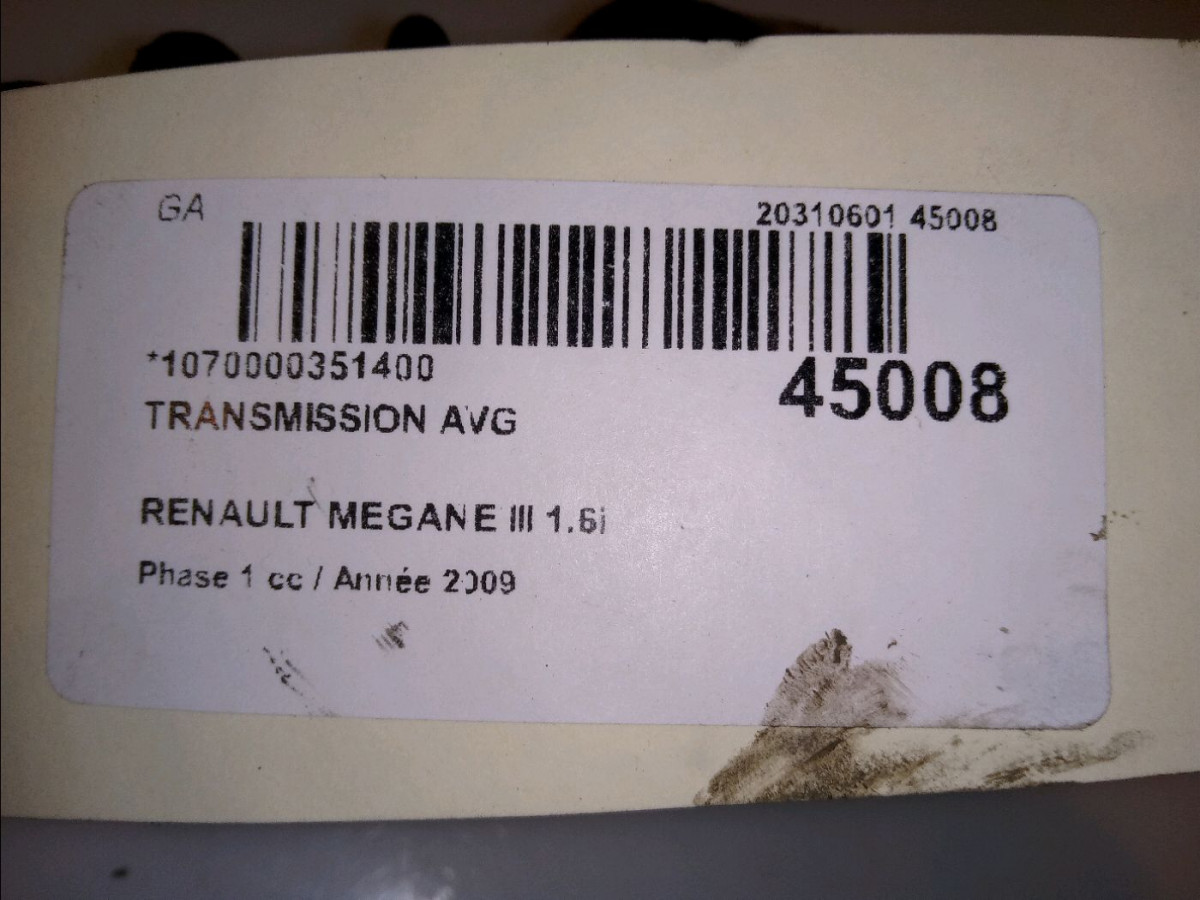 GA
20310601 45008
*1070000351400
45008
TRANSMISSION AVG
RENAULT MEGANE III 1.6i
Phase 1 cc / Année 2009